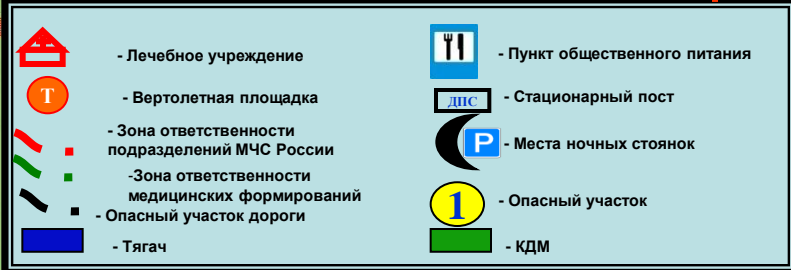 - Лечебное учреждение
Т
- Вертолетная площадка
- Зона ответственности
подразделений МЧС России
-Зона ответственности
медицинских формирований
- Опасный участок дороги
- Тягач
- Пункт общественного питания
ДПС
- Стационарный пост
P
- Места ночных стоянок
1
- Опасный участок
- КДМ